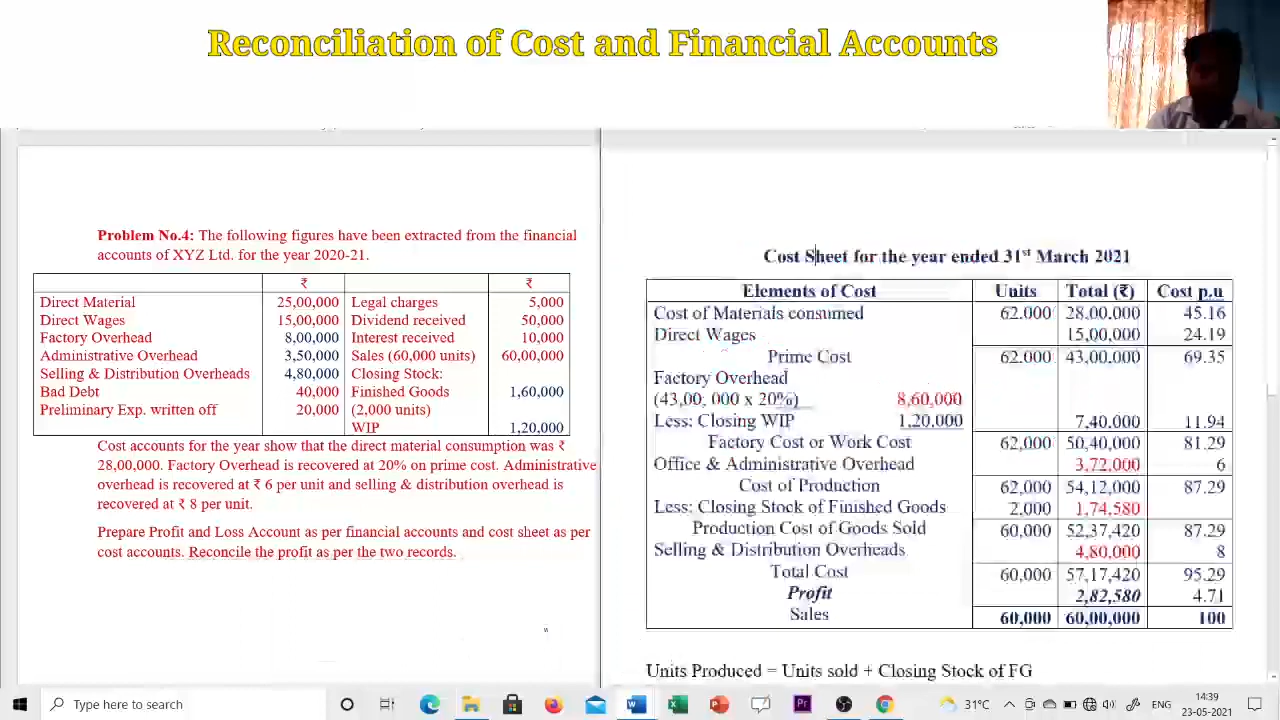 Reconciliation of Cost and Financial Accounts
Problem No.4: The following figures have been extracted from the financial
accounts of XYZ Ltd. for the year 2020-21.
₹ ₹
Direct Material 25,00,000 Legal charges 5,000
Direct Wages 15,00,000 Dividend received 50,000
Factory Overhead 8,00,000 Interest received 10,000
Administrative Overhead 3,50,000 Sales (60,000 units) 60,00,000
Selling & Distribution Overheads 4,80,000 Closing Stock:
Bad Debt 40,000 Finished Goods 1,60,000
Preliminary Exp. written off 20,000 (2,000 units)
WIP 1,20,000
Cost accounts for the year show that the direct material consumption was ₹
28,00,000. Factory Overhead is recovered at 20% on prime cost. Administrative
overhead is recovered at ₹ 6 per unit and selling & distribution overhead is
recovered at ₹ 8 per unit.
Prepare Profit and Loss Account as per financial accounts and cost sheet as per
cost accounts. Reconcile the profit as per the two records.
Cost Sheet for the year ended 31st March 2021
Elements of Cost Units Total (₹) Cost p.u
Cost of Materials consumed 62.000 28,00,000 45.16
Direct Wages 15,00,000 24.19
Prime Cost 62.000 43,00,000 69.35
Factory Overhead
(43,00, 000 x 20%) 8,60,000
Less: Closing WIP 1,20,000 7,40,000 11.94
Factory Cost or Work Cost 62,000 50,40,000 81.29
Office & Administrative Overhead 3,72,000 6
Cost of Production 62,000 54,12,000 87.29
Less: Closing Stock of Finished Goods 2,000 1,74,580
Production Cost of Goods Sold 60,000 52,37,420 87.29
Selling & Distribution Overheads 4,80,000 8
Total Cost 60,000 57,17,420 95.29
Profit 2,82,580 4.71
Sales 60,000 60,00,000 100
Units Produced = Units sold + Closing Stock of FG
Type here to search
31°C ENG 14:39
23-05-2021